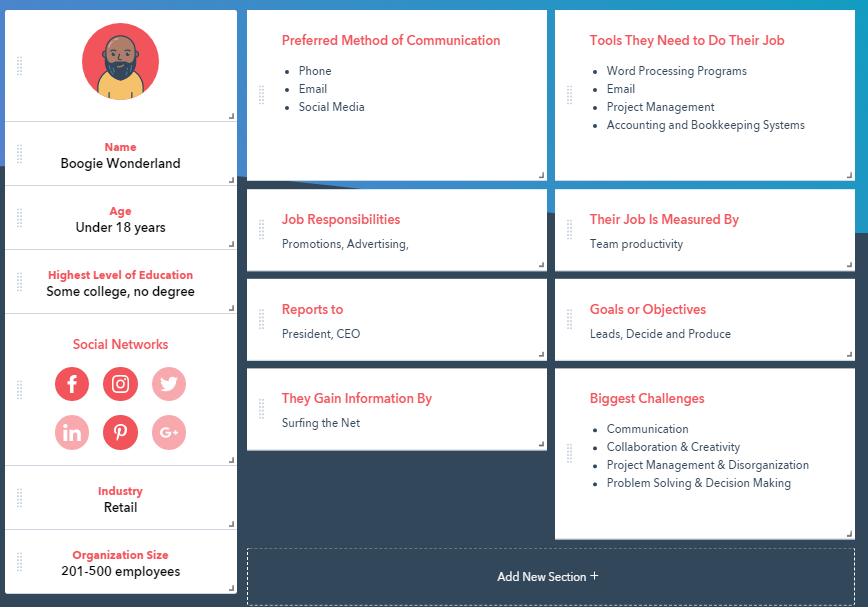 Name
Boogie Wonderland
Age
Under 18 years
Highest Level of Education
Some college, no degree
Social Networks
f
in
G+
Industry
Retail
Organization Size
201-500 employees
Preferred Method of Communication
• Phone
• Email
• Social Media
Tools They Need to Do Their Job
• Word Processing Programs
• Email
• Project Management
• Accounting and Bookkeeping Systems
Job Responsibilities
Promotions, Advertising,
Their Job Is Measured By
Team productivity
Reports to
President, CEO
Goals or Objectives
Leads, Decide and Produce
They Gain Information By
Surfing the Net
Biggest Challenges
• Communication
• Collaboration & Creativity
• Project Management & Disorganization
• Problem Solving & Decision Making
Add New Section +